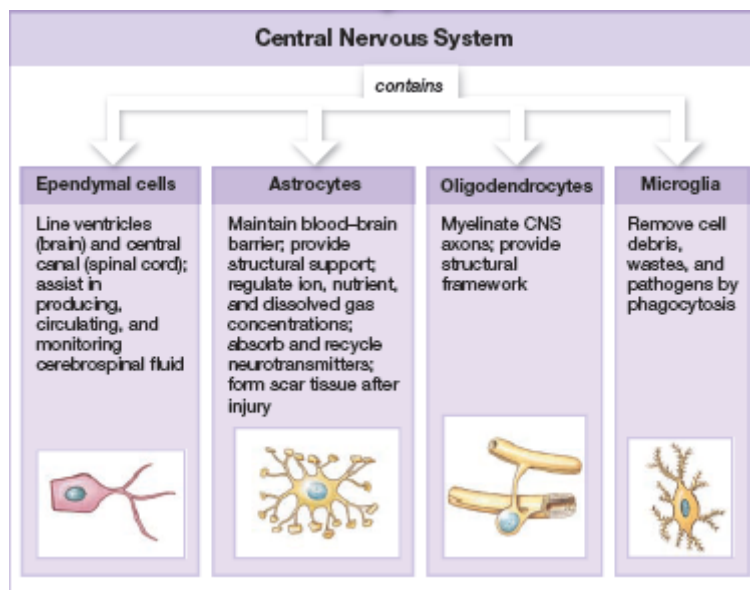 Central Nervous System
contains
Ependymal cells
Line ventricles
(brain) and central
canal (spinal cord);
assist in
producing,
circulating, and
monitoring
cerebrospinal fluid
Astrocytes
Maintain blood–brain
barrier; provide
structural support;
regulate ion, nutrient,
and dissolved gas
concentrations;
absorb and recycle
neurotransmitters;
form scar tissue after
injury
Oligodendrocytes
Myelinate CNS
axons; provide
structural
framework
Microglia
Remove cell
debris,
wastes, and
pathogens by
phagocytosis